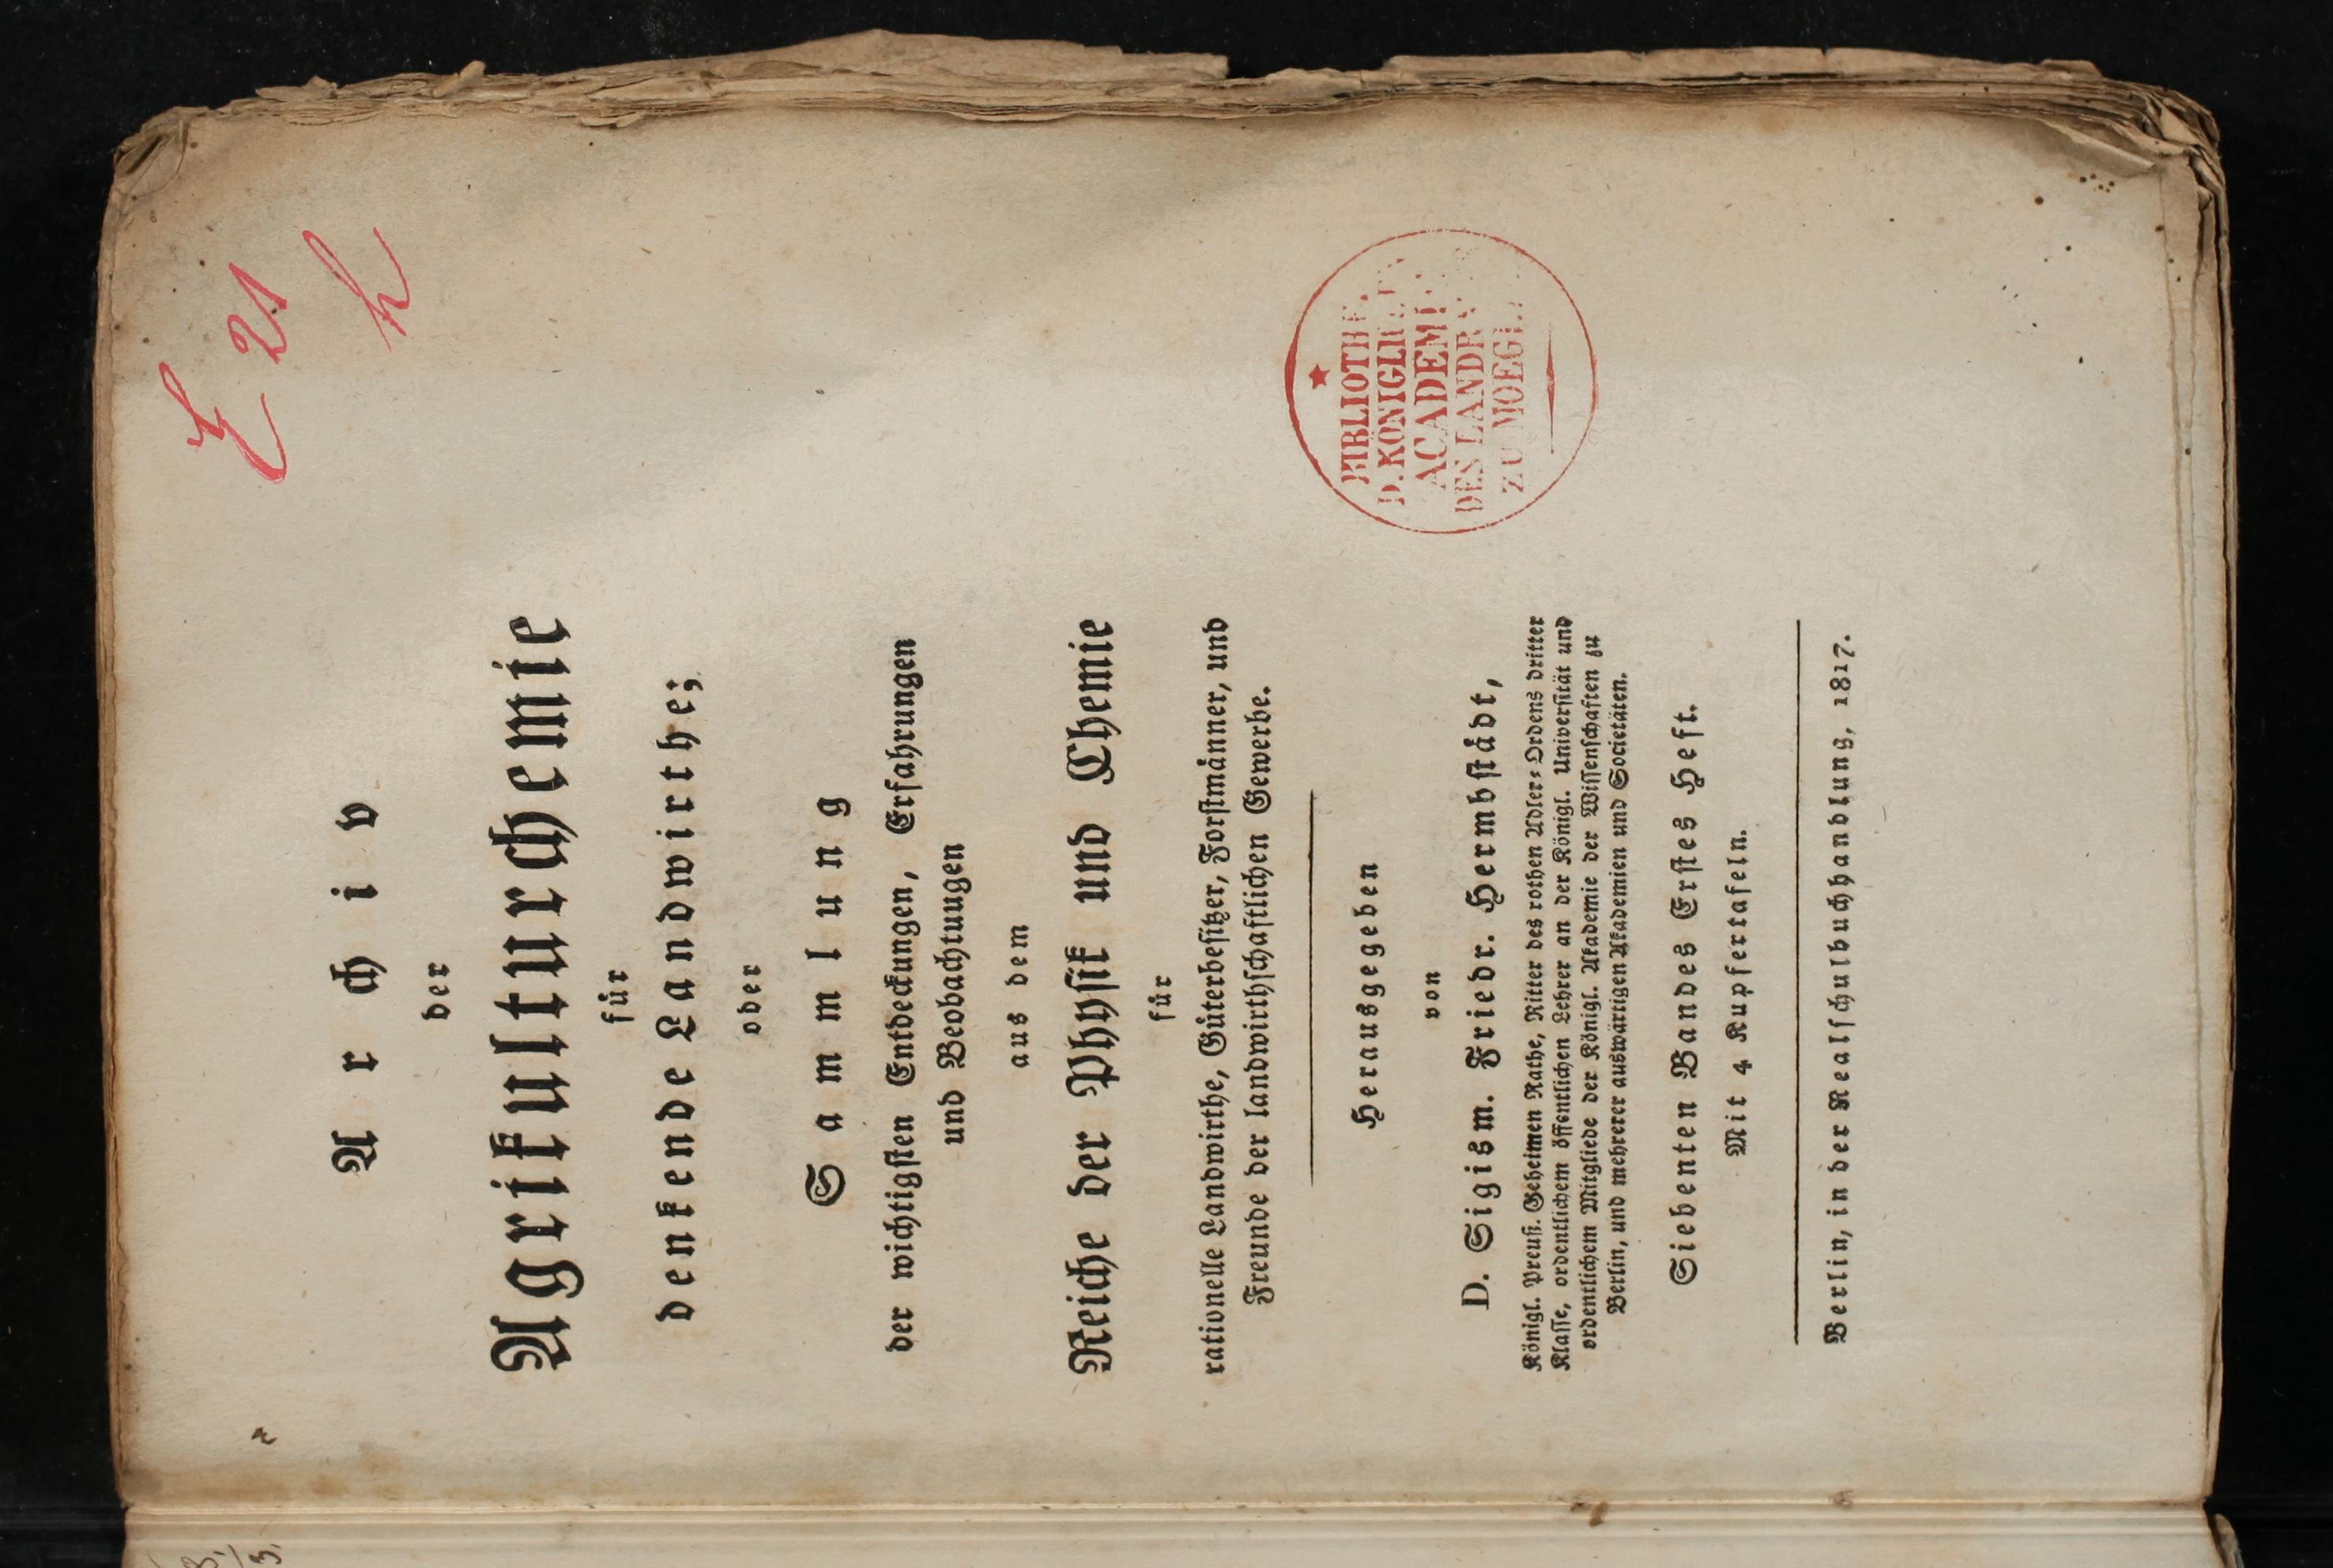 E 21
h
Archiv
der
Agrikulturchemie
für
denkende Landwirthe;
oder
Sammlung
der wichtigsten Entdeckungen, Erfahrungen
und Beobachtungen
aus dem
Reiche der Physik und Chemie
für
rationelle Landwirthe, Güterbesitzer, Forstmänner, und
Freunde der landwirthschaftlichen Gewerbe.
Herausgegeben
von
D. Sigism. Friedr. Hermbstädt,
Königl. Preuß. Geheimen Rathe, Ritter des rothen Adler-Ordens dritter
Klasse, ordentlichem öffentlichen Lehrer an der Königl. Universität und
ordentlichem Mitgliede der Königl. Akademie der Wissenschaften zu
Berlin, und mehrerer auswärtigen Akademien und Societäten.
Siebenten Bandes Erstes Heft.
Mit 4 Kupfertafeln.
Berlin, in der Realschulbuchhandlung, 1817.
BIBLIOTHE
D. KÖNIGLI
ACADEMI
DES LANDB
ZU MOEGL